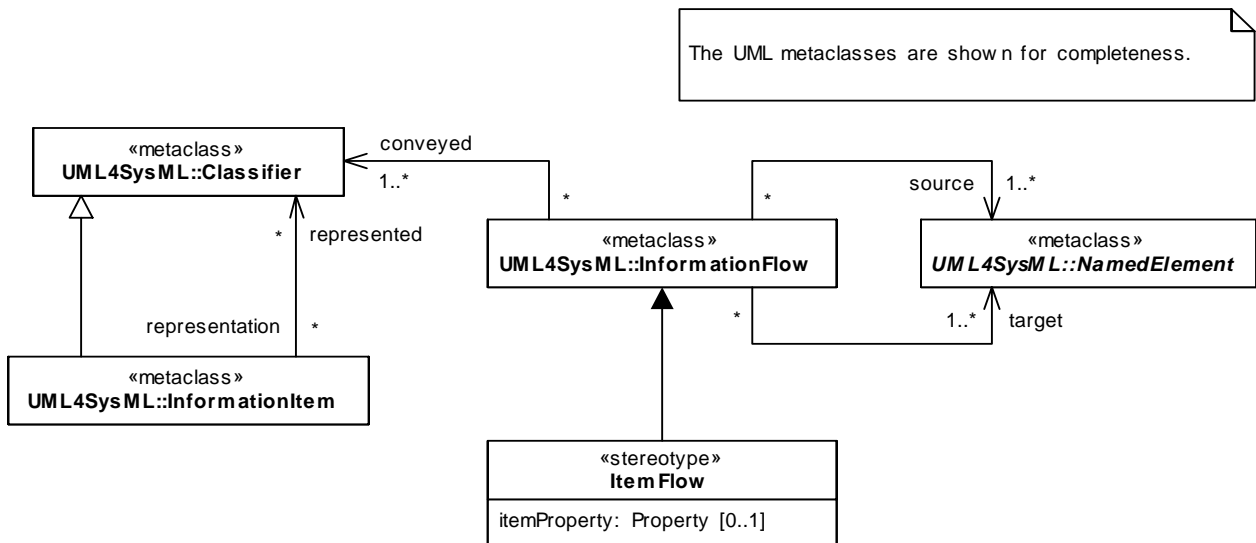 The UML metaclasses are shown for completeness.
«metaclass»
UML4SysML::Classifier
conveyed
1..*
*
*
source
1..*
* represented
«metaclass»
UML4SysML::InformationFlow
«metaclass»
UML4SysML::NamedElement
representation *
*
1..* target
«metaclass»
UML4SysML::InformationItem
«stereotype»
ItemFlow
itemProperty: Property [0..1]